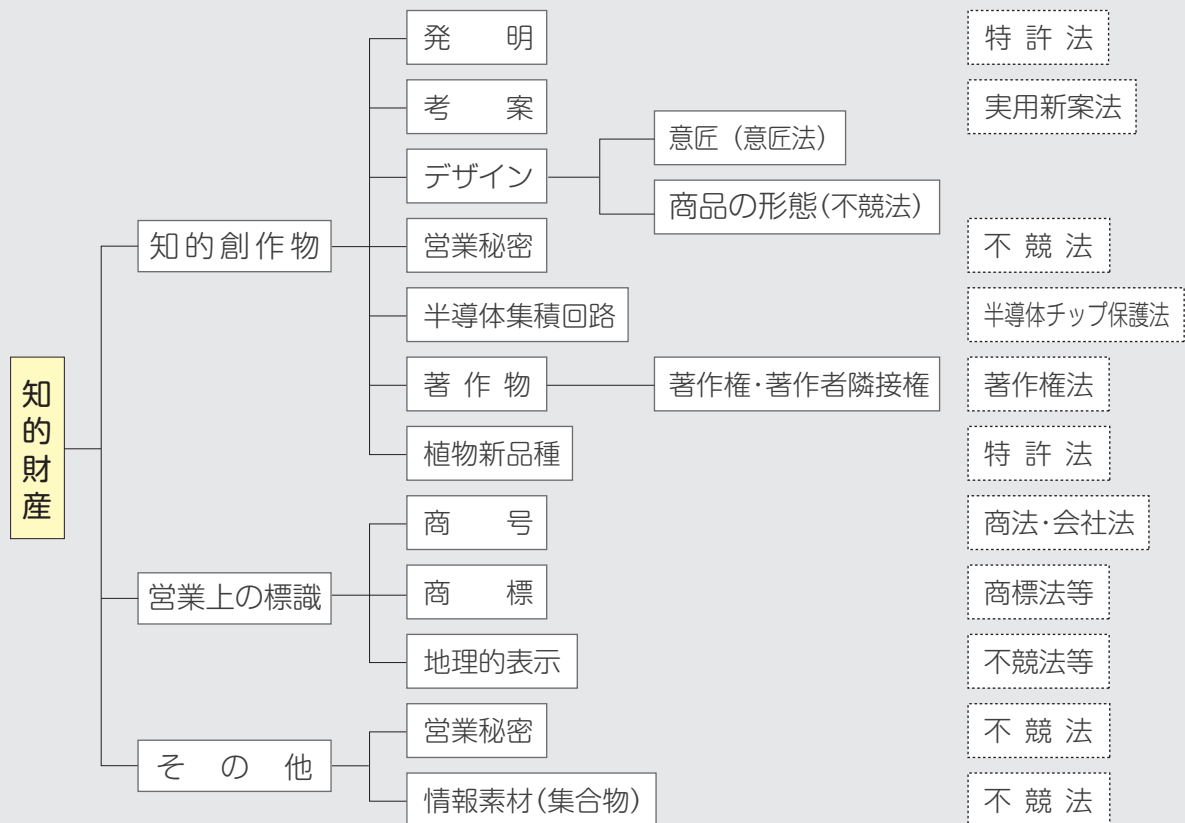 知的財産
知的創作物
発明
特許法
考案
実用新案法
デザイン
意匠(意匠法)
商品の形態(不競法)
営業秘密
不競法
半導体集積回路
半導体チップ保護法
著作物
著作権・著作者隣接権
著作権法
植物新品種
特許法
営業上の標識
商号
商法・会社法
商標
商標法等
地理的表示
不競法等
その他
営業秘密
不競法
情報素材(集合物)
不競法